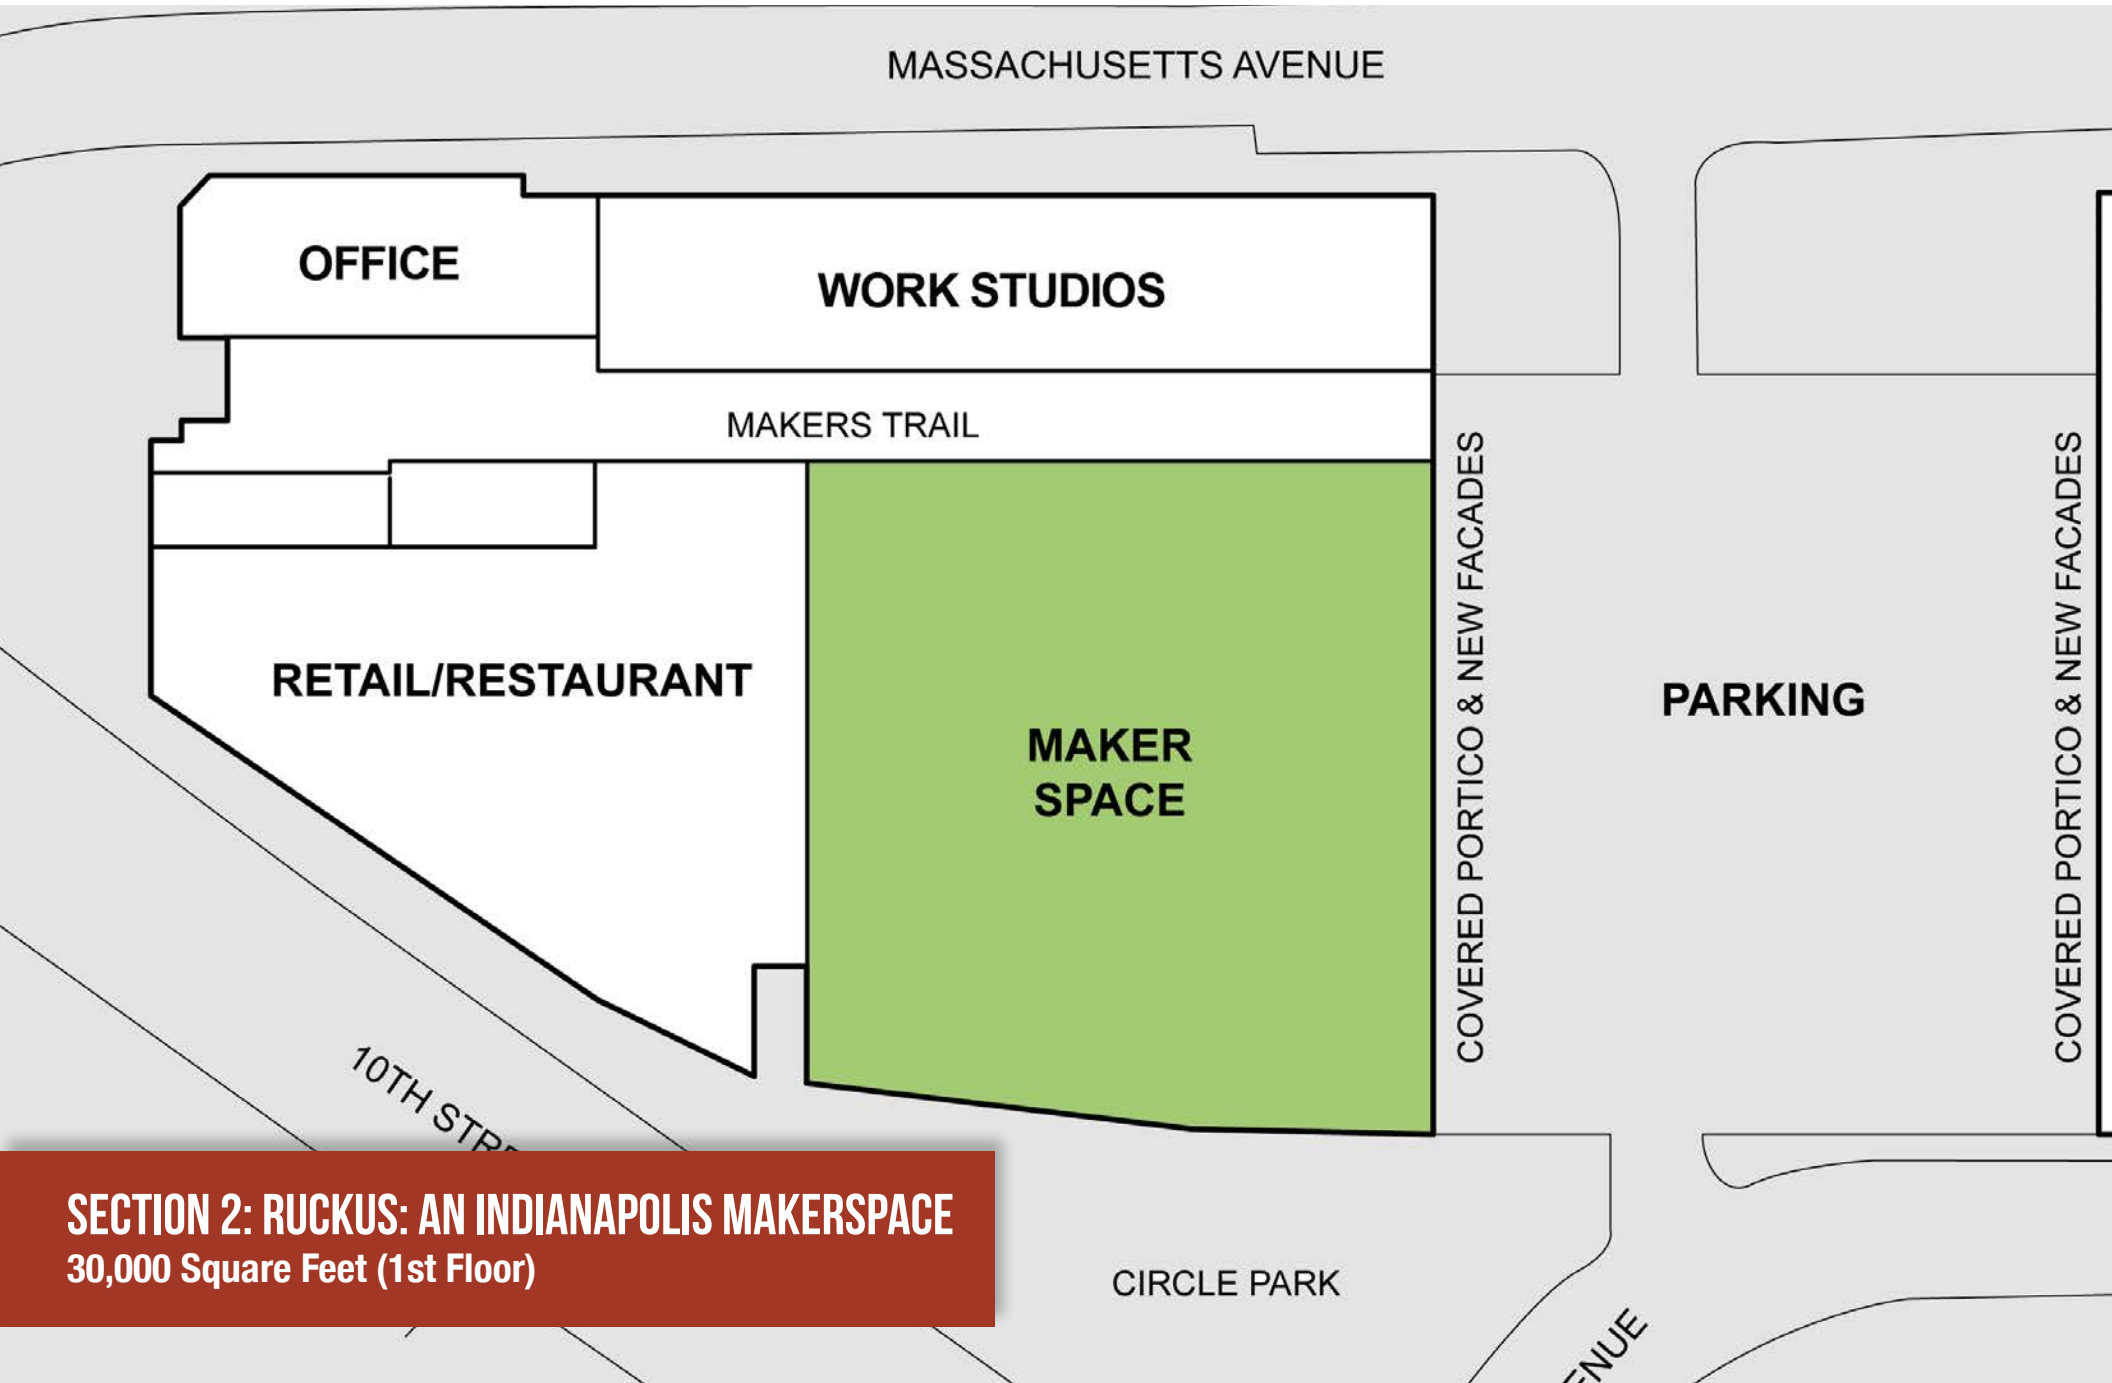 MASSACHUSETTS AVENUE
OFFICE
WORK STUDIOS
MAKERS TRAIL
RETAIL/RESTAURANT
MAKER
SPACE
COVERED PORTICO & NEW FACADES
PARKING
COVERED PORTICO & NEW FACADES
10TH
SECTION 2: RUCKUS: AN INDIANAPOLIS MAKERSPACE
30,000 Square Feet (1st Floor)
CIRCLE PARK